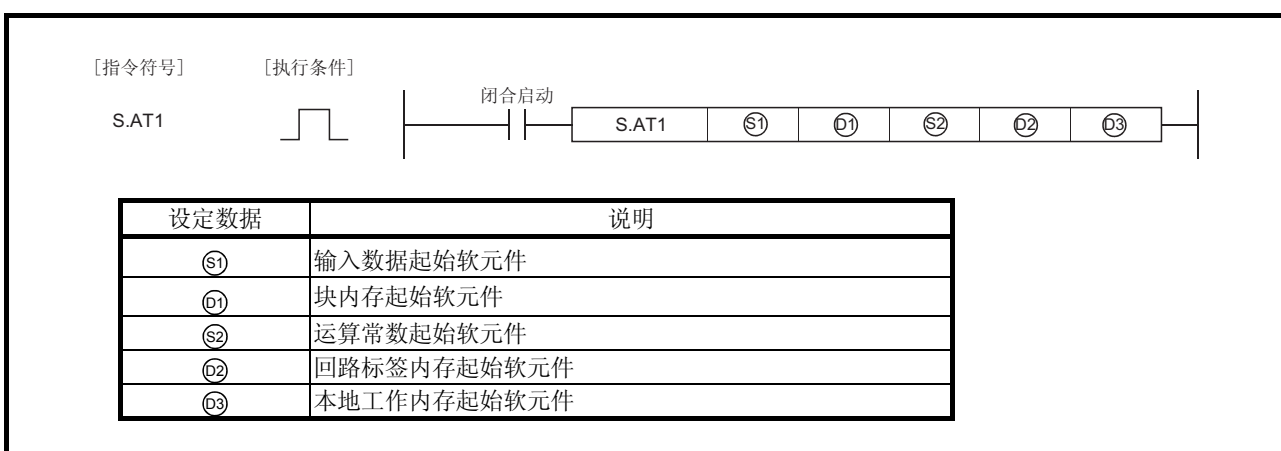 [指令符号] [执行条件]
闭合启动
S.AT1 S.AT1 S1 D1 S2 D2 D3
设定数据 说明
S1 输入数据起始软元件
D1 块内存起始软元件
S2 运算常数起始软元件
D2 回路标签内存起始软元件
D3 本地工作内存起始软元件